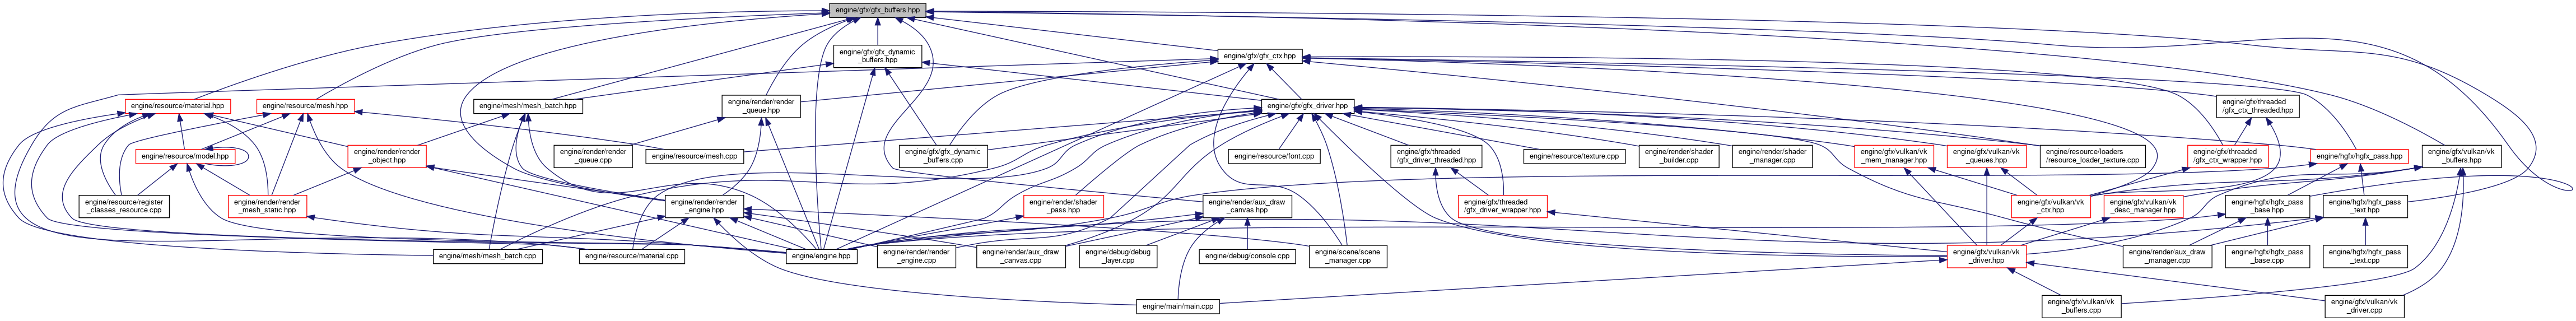 engine/gfx/gfx_buffers.hpp
engine/gfx/gfx_dynamic
_buffers.hpp
engine/gfx/gfx_ctx.hpp
engine/resource/material.hpp
engine/resource/mesh.hpp
engine/mesh/mesh_batch.hpp
engine/render/render
_queue.hpp
engine/gfx/gfx_driver.hpp
engine/gfx/threaded
/gfx_ctx_threaded.hpp
engine/resource/model.hpp
engine/render/render
_object.hpp
engine/render/render
_queue.cpp
engine/resource/mesh.cpp
engine/gfx/gfx_dynamic
_buffers.cpp
engine/resource/font.cpp
engine/gfx/threaded
/gfx_driver_threaded.hpp
engine/resource/texture.cpp
engine/render/shader
_builder.cpp
engine/render/shader
_manager.cpp
engine/gfx/vulkan/vk
_mem_manager.hpp
engine/gfx/vulkan/vk
_queues.hpp
engine/resource/loaders
/resource_loader_texture.cpp
engine/gfx/threaded
/gfx_ctx_wrapper.hpp
engine/hgfx/hgfx_pass.hpp
engine/gfx/vulkan/vk
_buffers.hpp
engine/resource/register
_classes_resource.cpp
engine/render/render
_mesh_static.hpp
engine/render/render
_engine.hpp
engine/render/shader
_pass.hpp
engine/render/aux_draw
_canvas.hpp
engine/gfx/threaded
/gfx_driver_wrapper.hpp
engine/gfx/vulkan/vk
_ctx.hpp
engine/gfx/vulkan/vk
_desc_manager.hpp
engine/hgfx/hgfx_pass
_base.hpp
engine/hgfx/hgfx_pass
_text.hpp
engine/mesh/mesh_batch.cpp
engine/resource/material.cpp
engine/engine.hpp
engine/render/render
_engine.cpp
engine/render/aux_draw
_canvas.cpp
engine/debug/debug
_layer.cpp
engine/debug/console.cpp
engine/scene/scene
_manager.cpp
engine/gfx/vulkan/vk
_driver.hpp
engine/render/aux_draw
_manager.cpp
engine/hgfx/hgfx_pass
_base.cpp
engine/hgfx/hgfx_pass
_text.cpp
engine/main/main.cpp
engine/gfx/vulkan/vk
_buffers.cpp
engine/gfx/vulkan/vk
_driver.cpp